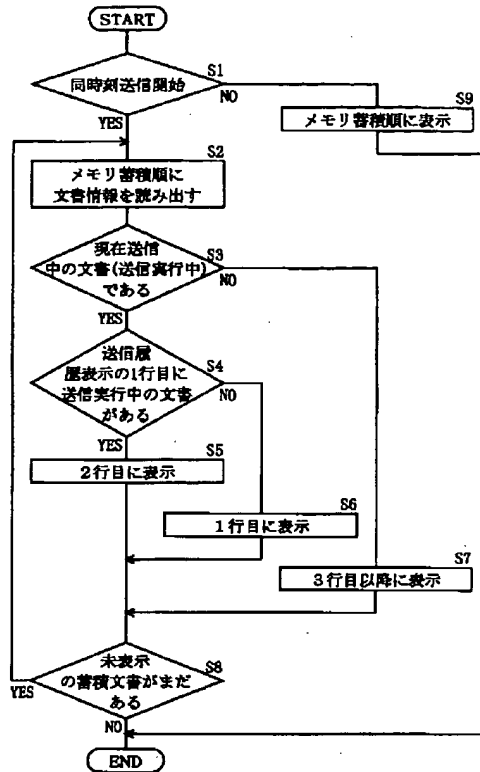 START
S1
同時刻送信開始
NO
YES
S9
メモリ蓄積順に表示
S2
メモリ蓄積順に
文書情報を読み出す
S3
現在送信
中の文書(送信実行中)
である
NO
YES
S4
送信履
歴表示の1行目に
送信実行中の文書
がある
NO
YES
S5
2行目に表示
S6
1行目に表示
S7
3行目以降に表示
S8
未表示
の蓄積文書がまだ
ある
YES
NO
END